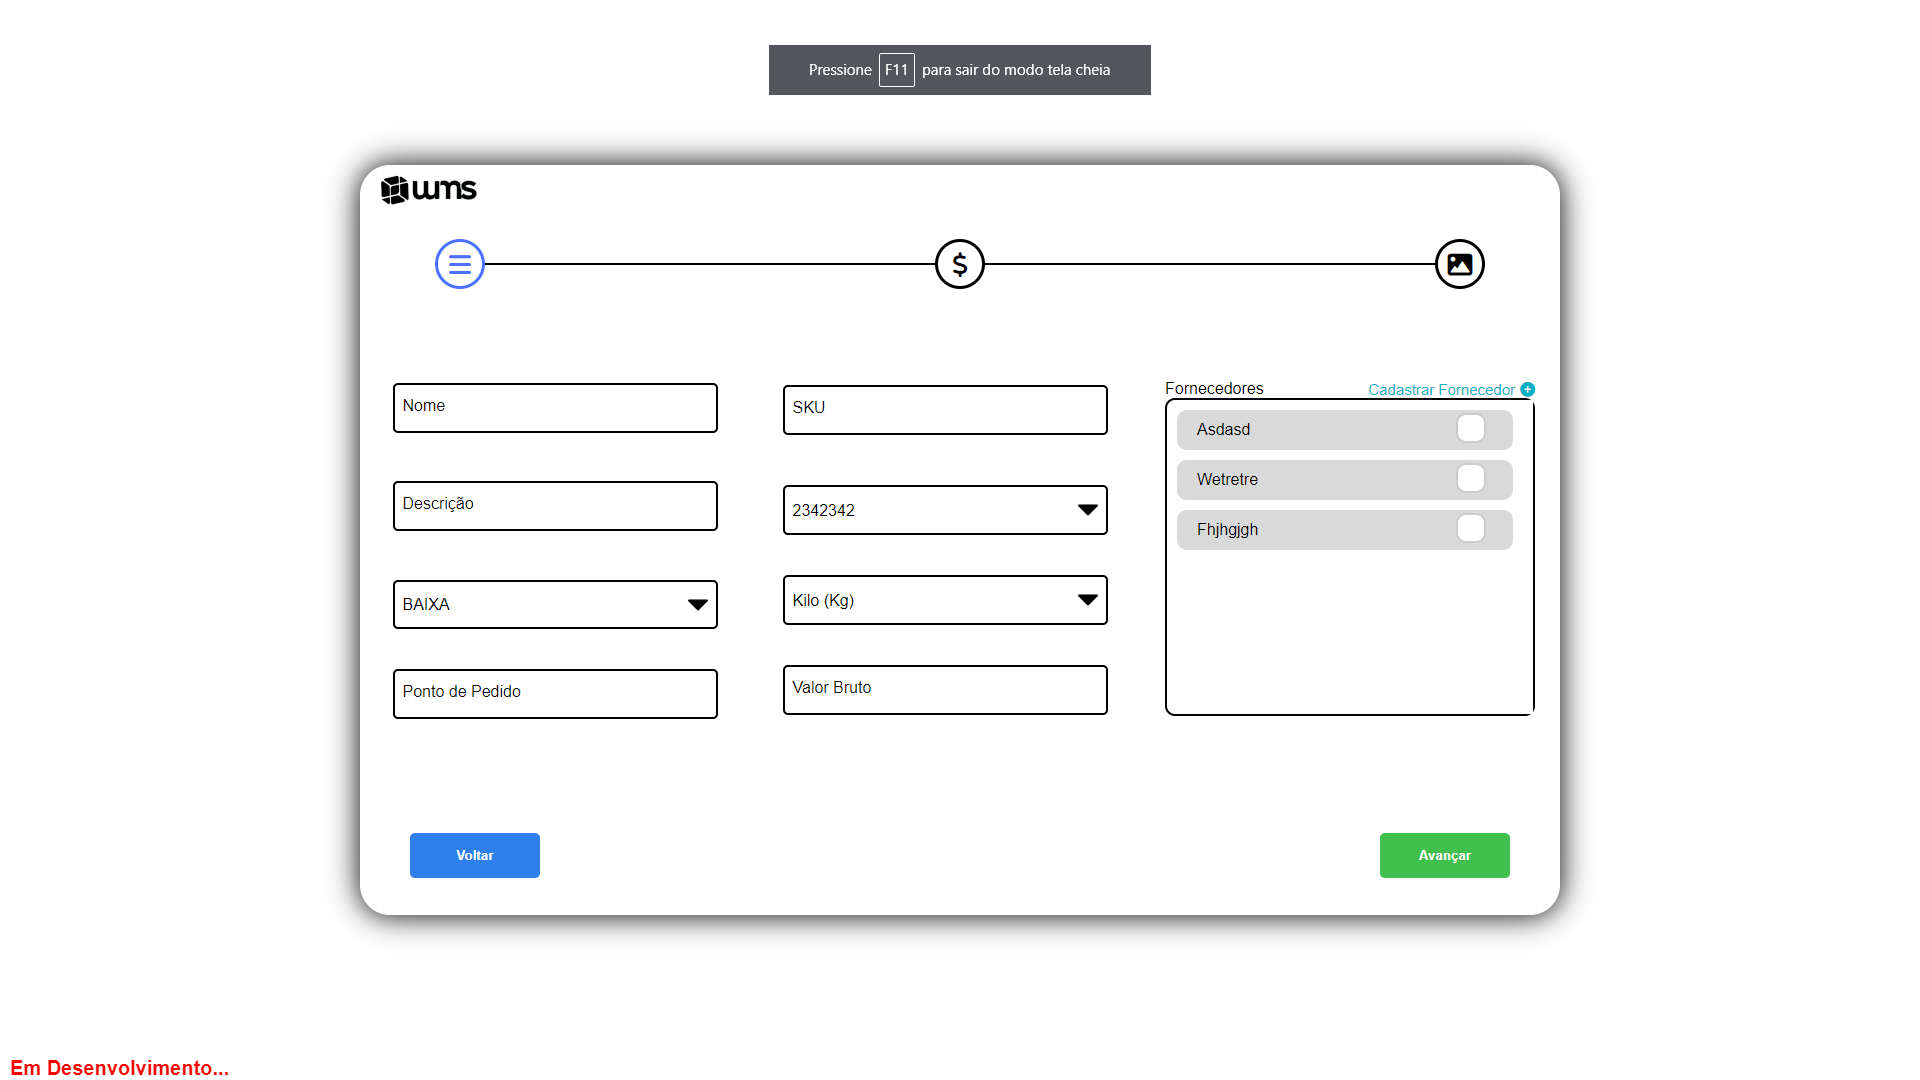 Pressione F11 para sair do modo tela cheia
wms
Nome
SKU
Fornecedores
Cadastrar Fornecedor
Asdasd
Wetretre
Fhjhgjgh
Descrição
2342342
BAIXA
Kilo (Kg)
Ponto de Pedido
Valor Bruto
Voltar
Avançar
Em Desenvolvimento...